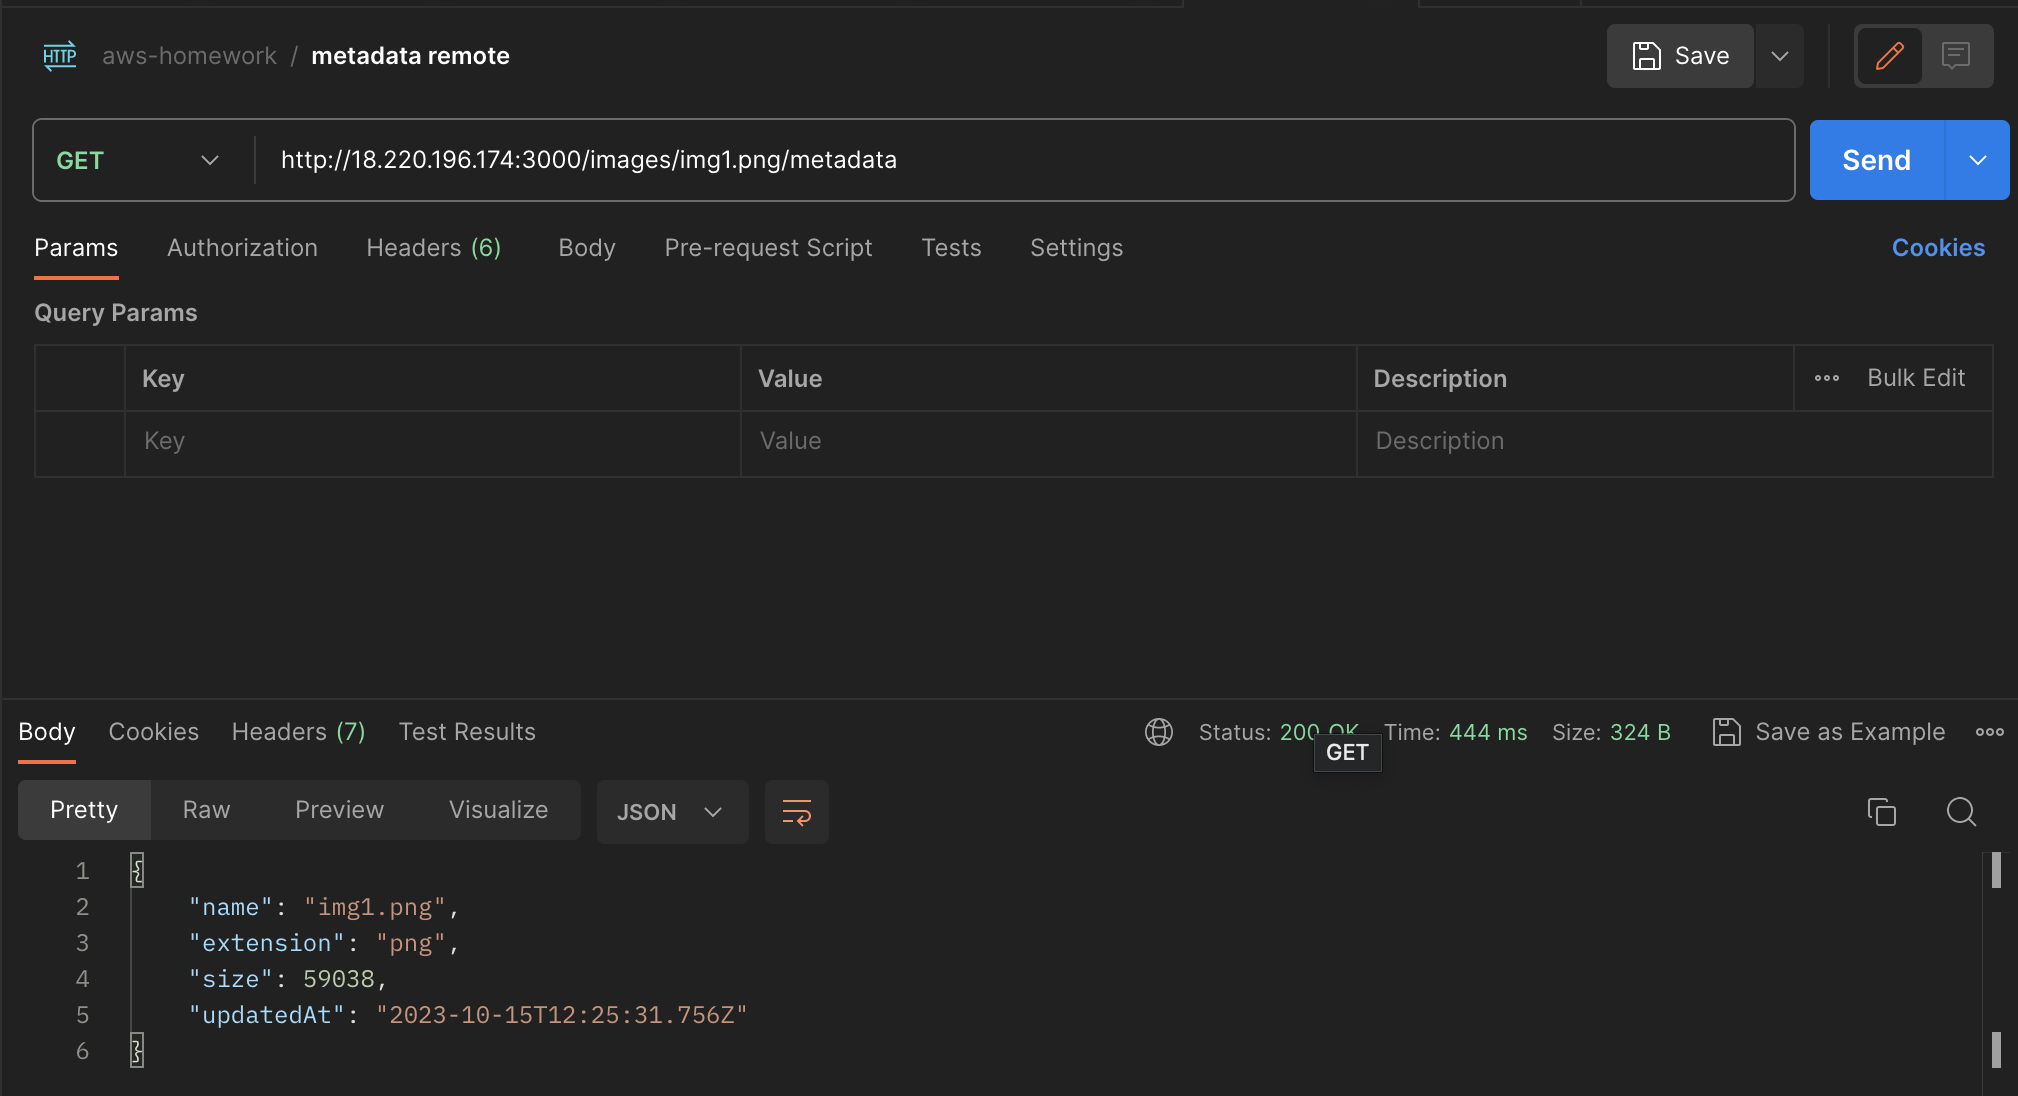 HTTP aws-homework / metadata remote Save
GET http://18.220.196.174:3000/images/img1.png/metadata Send
Params Authorization Headers (6) Body Pre-request Script Tests Settings Cookies
Query Params
Key Value Description Bulk Edit
Key Value Description
Body Cookies Headers (7) Test Results Status: 200 OK Time: 444 ms Size: 324 B Save as Example
GET
Pretty Raw Preview Visualize JSON
1 {
2 "name": "img1.png",
3 "extension": "png",
4 "size": 59038,
5 "updatedAt": "2023-10-15T12:25:31.756Z"
6 }